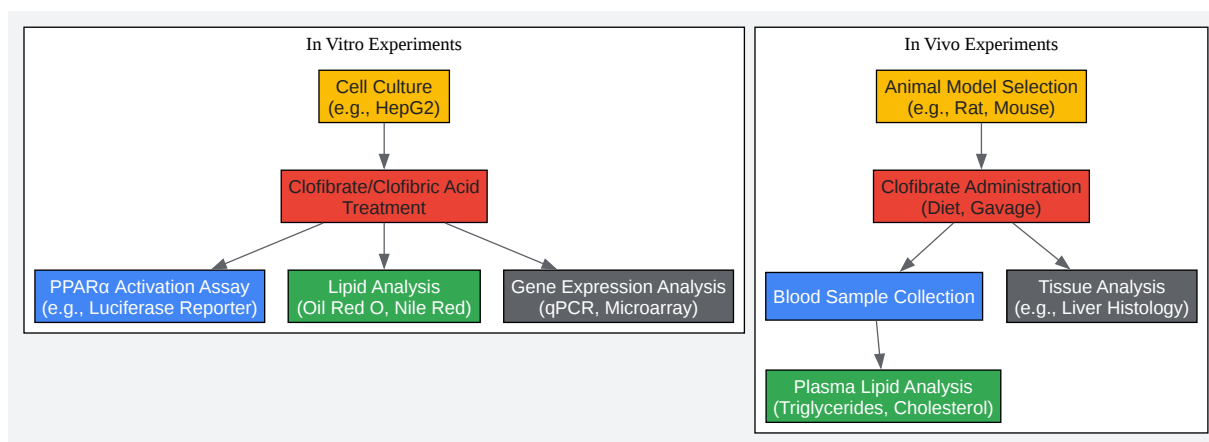 In Vitro Experiments
Cell Culture
(e.g., HepG2)
Clofibrate/Clofibric Acid
Treatment
PPARα Activation Assay
(e.g., Luciferase Reporter)
Lipid Analysis
(Oil Red O, Nile Red)
Gene Expression Analysis
(qPCR, Microarray)
In Vivo Experiments
Animal Model Selection
(e.g., Rat, Mouse)
Clofibrate Administration
(Diet, Gavage)
Blood Sample Collection
Tissue Analysis
(e.g., Liver Histology)
Plasma Lipid Analysis
(Triglycerides, Cholesterol)